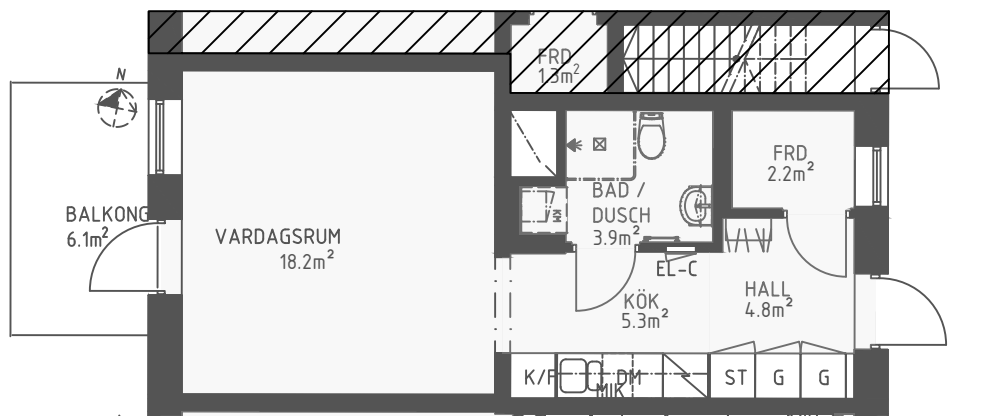 FRD
1.3m²
N
FRD
2.2m²
BAD /
DUSCH
3.9m²
KM
BALKONG
6.1m²
VARDAGSRUM
18.2m²
EL-C
KÖK
5.3m²
HALL
4.8m²
K/F
DM
MIK
ST
G
G